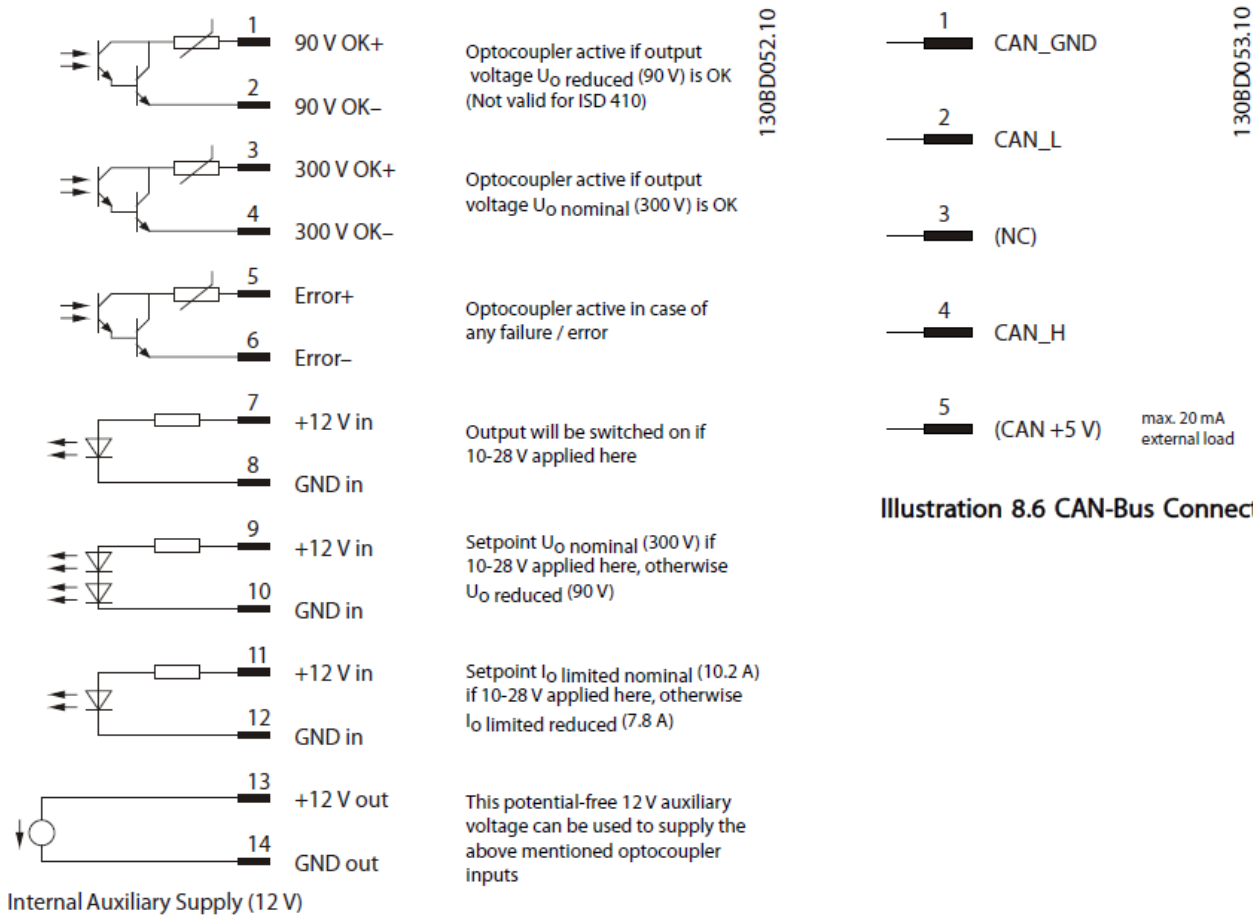 1
90 V OK+
2
90 V OK–
Optocoupler active if output
voltage UO reduced (90 V) is OK
(Not valid for ISD 410)
3
300 V OK+
4
300 V OK–
Optocoupler active if output
voltage UO nominal (300 V) is OK
5
Error+
6
Error–
Optocoupler active in case of
any failure / error
7
+12 V in
8
GND in
Output will be switched on if
10-28 V applied here
9
+12 V in
10
GND in
Setpoint UO nominal (300 V) if
10-28 V applied here, otherwise
UO reduced (90 V)
11
+12 V in
12
GND in
Setpoint IO limited nominal (10.2 A)
if 10-28 V applied here, otherwise
IO limited reduced (7.8 A)
13
+12 V out
14
GND out
This potential-free 12 V auxiliary
voltage can be used to supply the
above mentioned optocoupler
inputs
Internal Auxiliary Supply (12 V)
130BD052.10
1
CAN_GND
2
CAN_L
3
(NC)
4
CAN_H
5
(CAN +5 V)
max. 20 mA
external load
130BD053.10
Illustration 8.6 CAN-Bus Connect